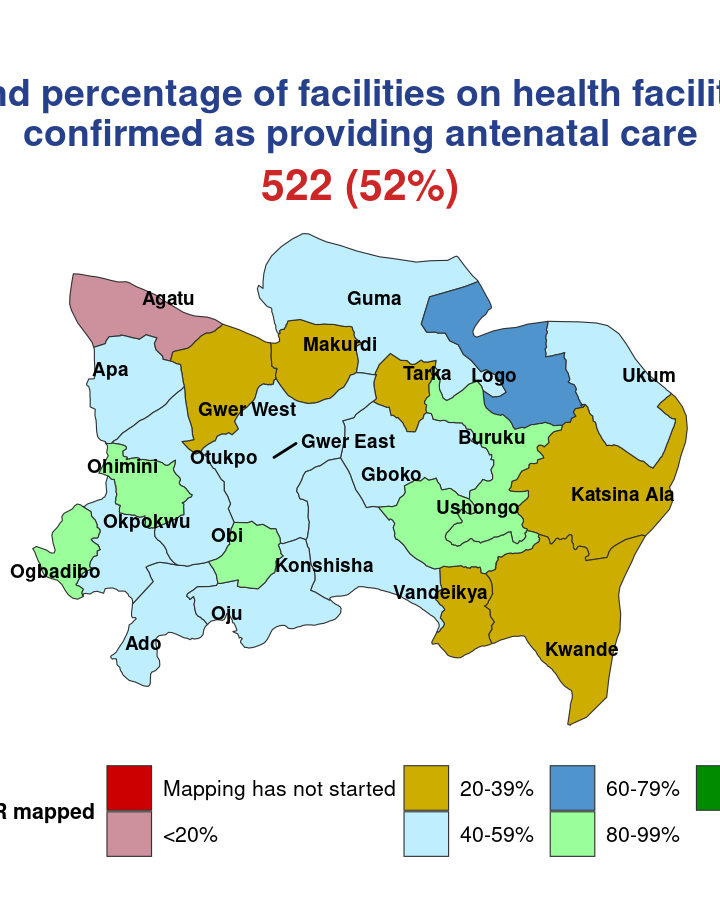 nd percentage of facilities on health facilit
confirmed as providing antenatal care
522 (52%)
Agatu
Guma
Makurdi
Apa
Tarka
Logo
Ukum
Gwer West
Buruku
Gwer East
Otukpo
Ohimini
Gboko
Katsina Ala
Ushongo
Okpokwu
Obi
Ogbadibo
Konshisha
Vandeikya
Oju
Ado
Kwande
R mapped
Mapping has not started
20-39%
60-79%
<20%
40-59%
80-99%